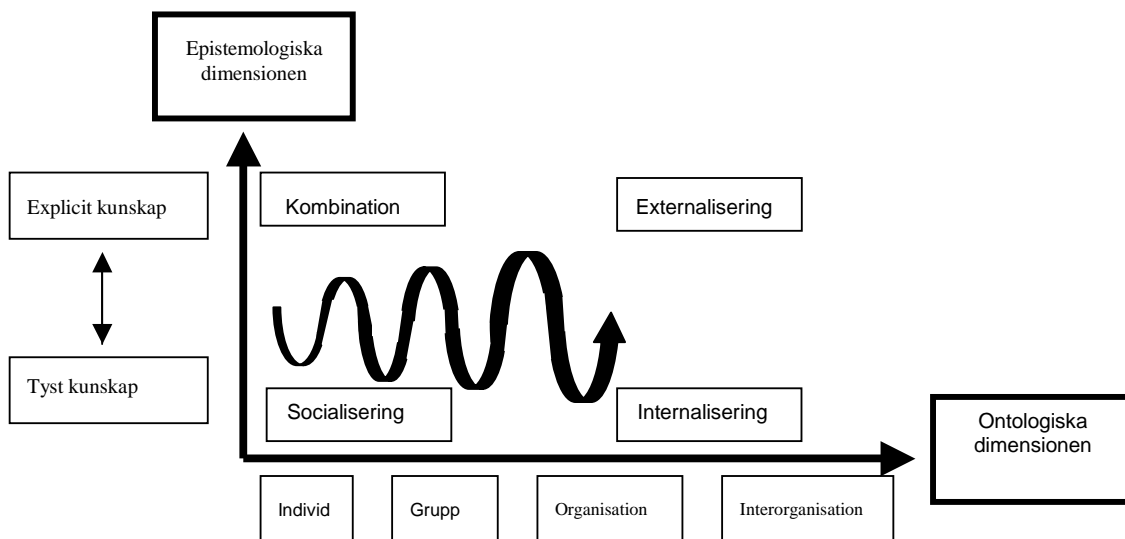 Epistemologiska
dimensionen
Explicit kunskap
Kombination
Externalisering
Tyst kunskap
Socialisering
Internalisering
Ontologiska
dimensionen
Individ
Grupp
Organisation
Interorganisation